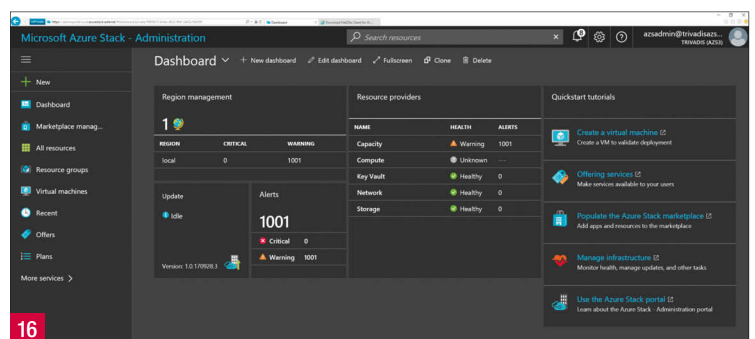 Microsoft Azure Stack - Administration
Search resources
azsadmin@trivadisazs...
TRIVADIS (AZS3)
Dashboard
New dashboard
Edit dashboard
Fullscreen
Clone
Delete
New
Dashboard
Marketplace manag...
All resources
Resource groups
Virtual machines
Recent
Offers
Plans
More services
Region management
1
REGION CRITICAL WARNING
local 0 1001
Update
Idle
Version: 1.0.170928.3
Alerts
1001
Critical 0
Warning 1001
Resource providers
NAME HEALTH ALERTS
Capacity Warning 1001
Compute Unknown ---
Key Vault Healthy 0
Network Healthy 0
Storage Healthy 0
Quickstart tutorials
Create a virtual machine
Create a VM to validate deployment
Offering services
Make services available to your users
Populate the Azure Stack marketplace
Add apps and resources to the marketplace
Manage infrastructure
Monitor health, manage updates, and other tasks
Use the Azure Stack portal
Learn about the Azure Stack - Administration portal
16